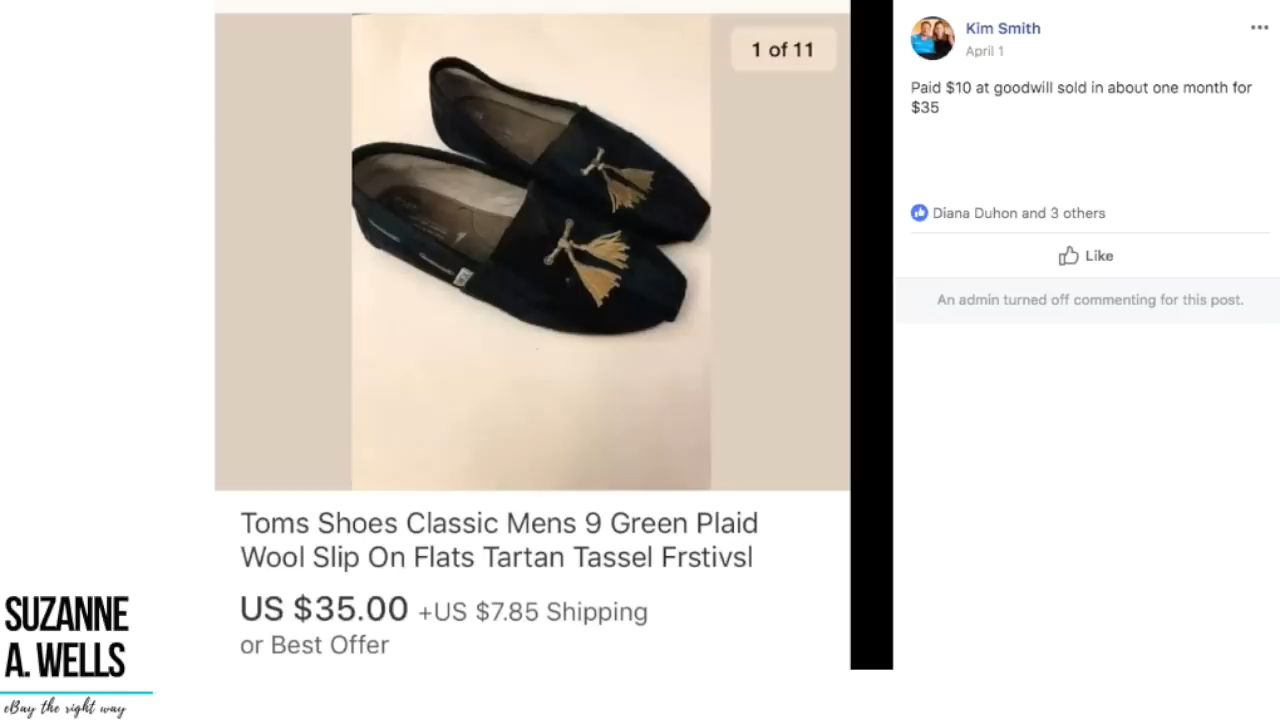 1 of 11
Toms Shoes Classic Mens 9 Green Plaid
Wool Slip On Flats Tartan Tassel Frstivsl
US $35.00 +US $7.85 Shipping
or Best Offer
Kim Smith
April 1
Paid $10 at goodwill sold in about one month for
$35
Diana Duhon and 3 others
Like
An admin turned off commenting for this post.
SUZANNE
A. WELLS
eBay the right way